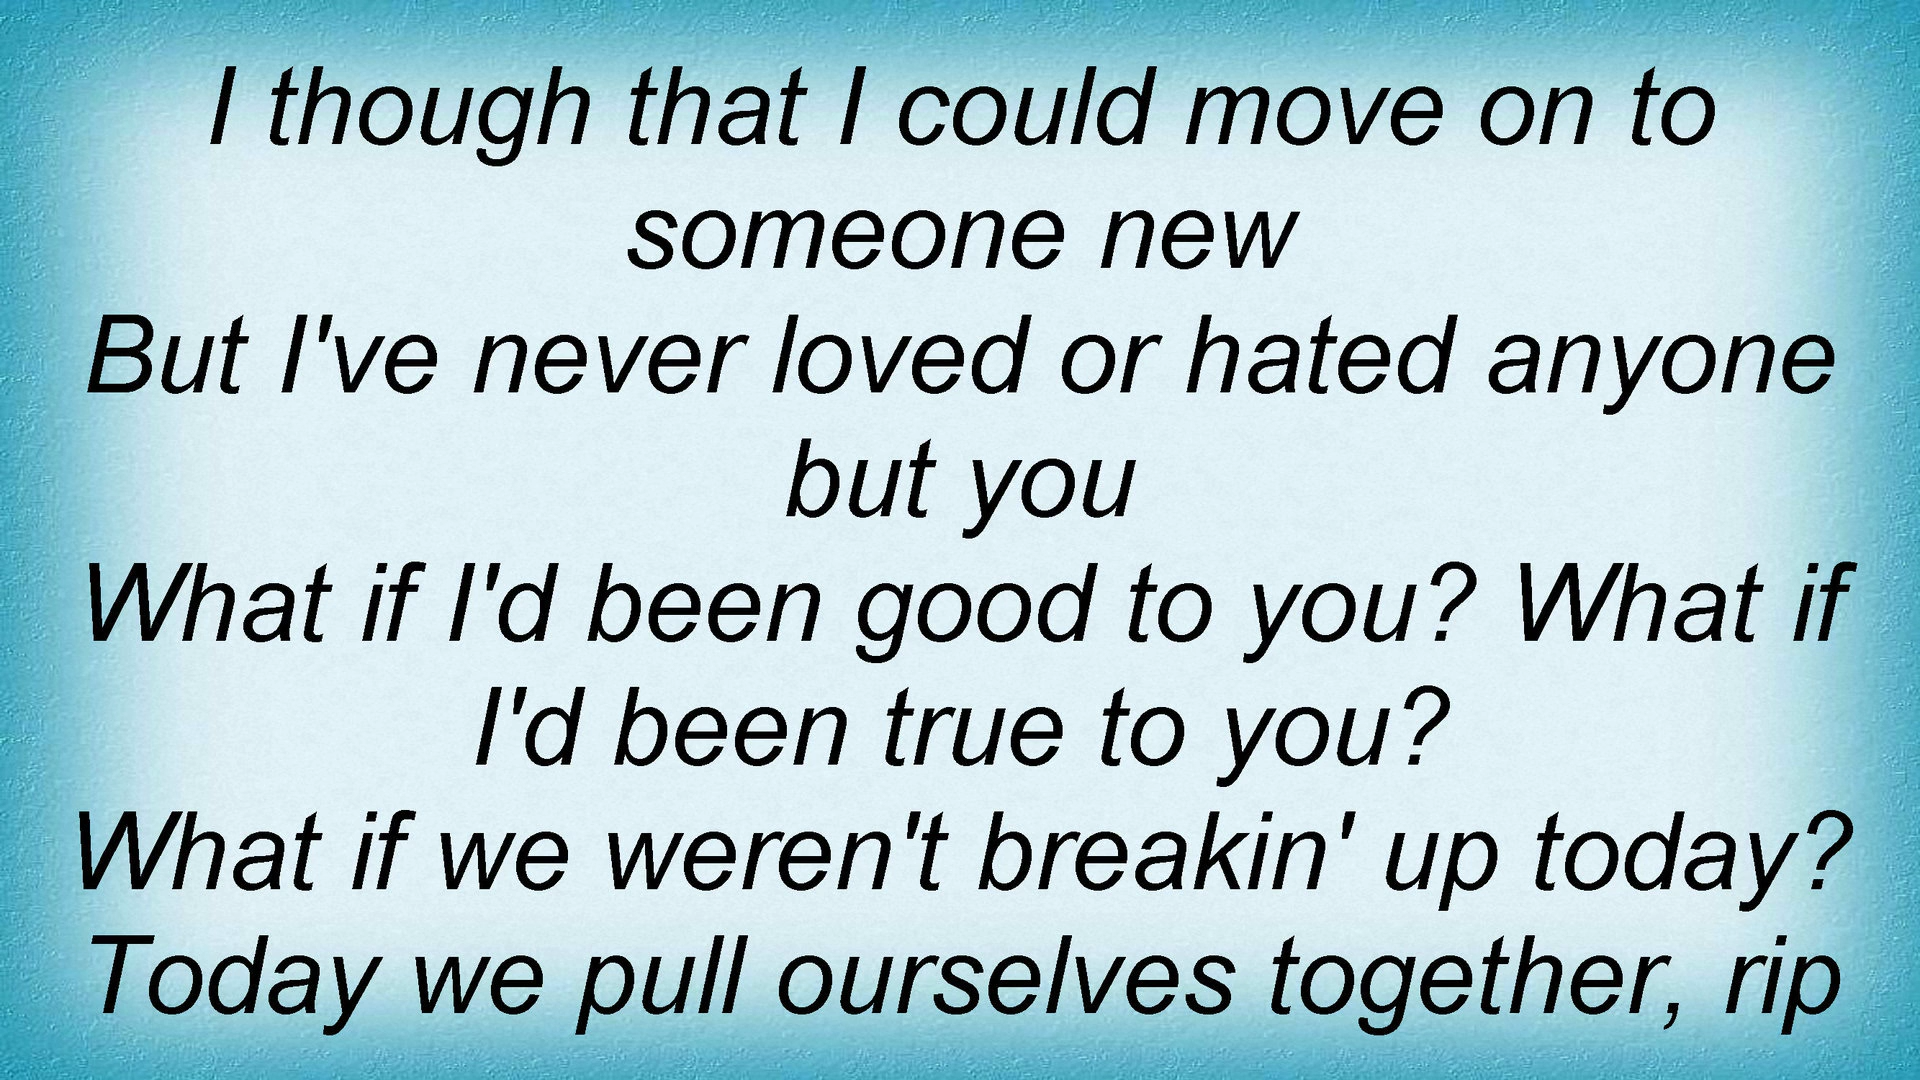 I though that I could move on to
someone new
But I've never loved or hated anyone
but you
What if I'd been good to you? What if
I'd been true to you?
What if we weren't breakin' up today?
Today we pull ourselves together, rip